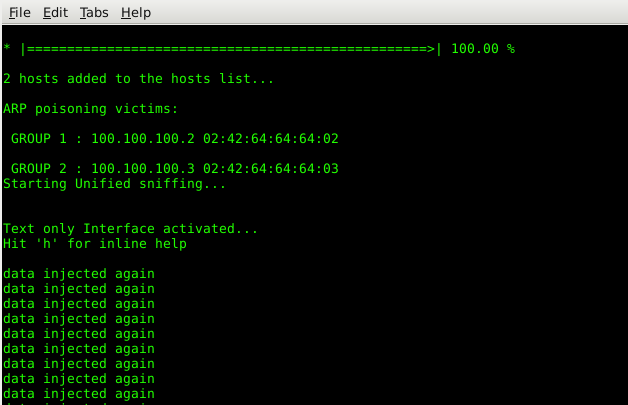 File Edit Tabs Help
* |==================================================>| 100.00 %
2 hosts added to the hosts list...
ARP poisoning victims:
GROUP 1 : 100.100.100.2 02:42:64:64:64:02
GROUP 2 : 100.100.100.3 02:42:64:64:64:03
Starting Unified sniffing...
Text only Interface activated...
Hit 'h' for inline help
data injected again
data injected again
data injected again
data injected again
data injected again
data injected again
data injected again
data injected again
data injected again